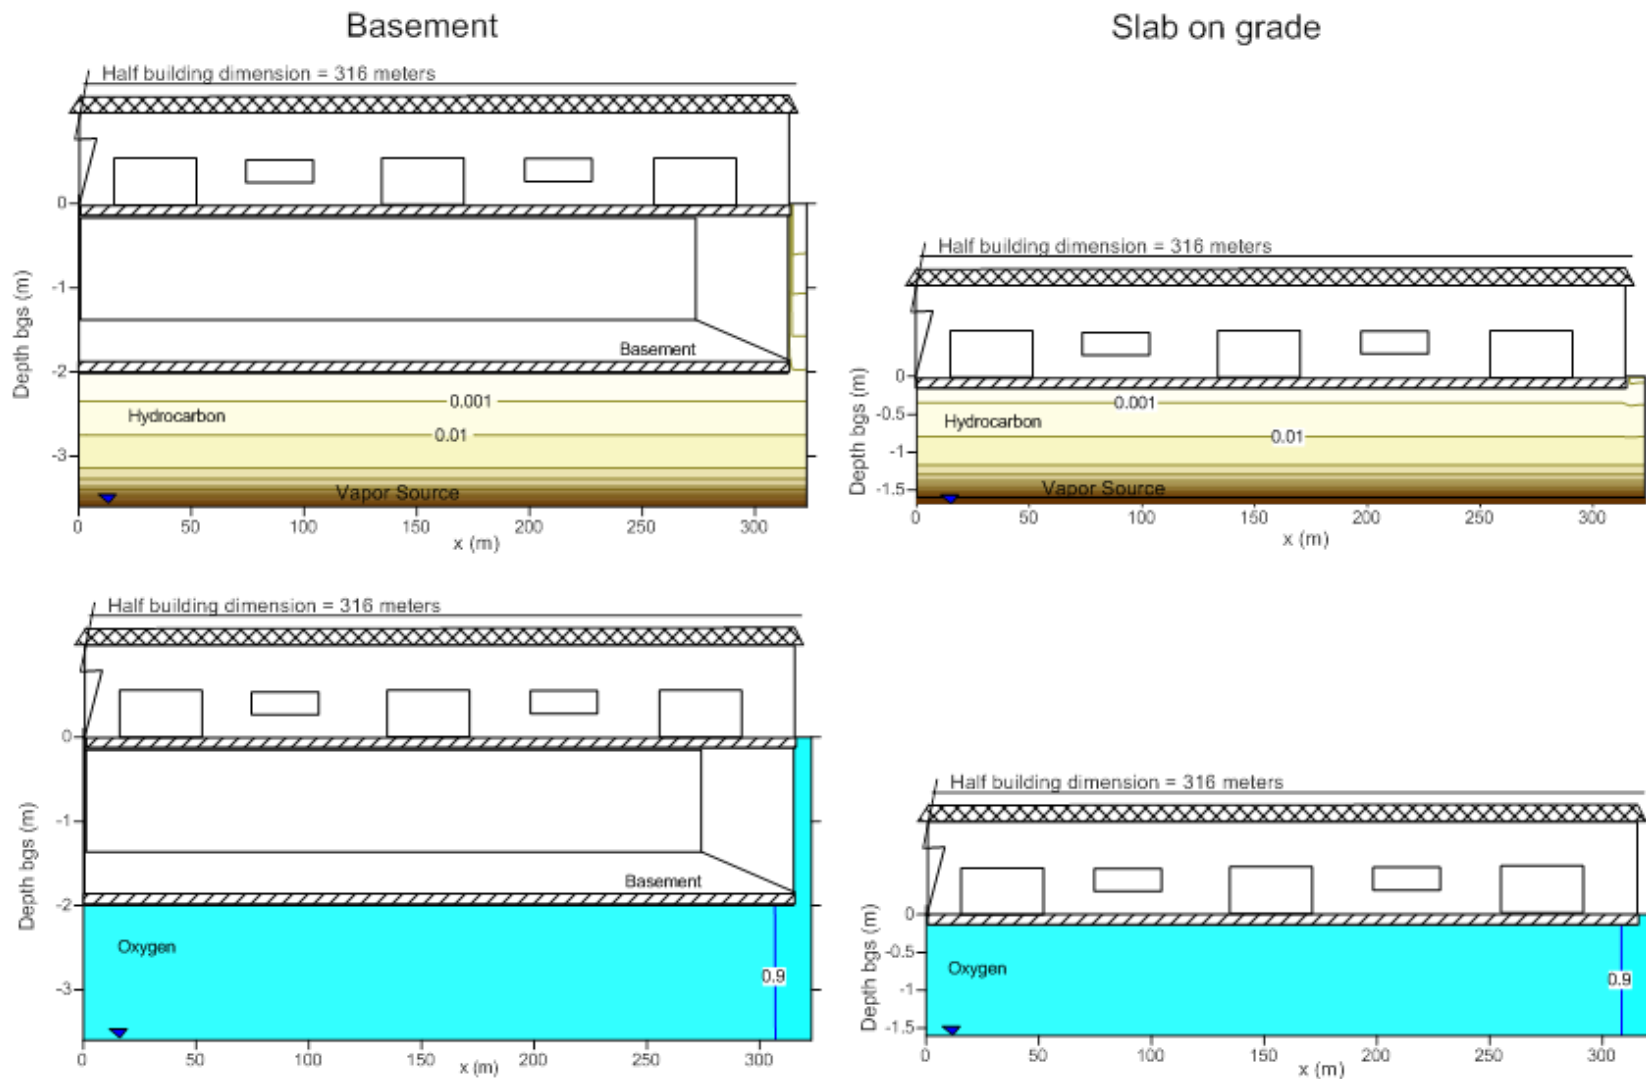 Basement
Slab on grade
Half building dimension = 316 meters
0
-1
-2
-3
Depth bgs (m)
Basement
Hydrocarbon
0.001
0.01
Vapor Source
0 50 100 150 200 250 300
x (m)
Half building dimension = 316 meters
0
-0.5
-1
-1.5
Depth bgs (m)
0.001
Hydrocarbon
0.01
Vapor Source
0 50 100 150 200 250 300
x (m)
Half building dimension = 316 meters
0
-1
-2
-3
Depth bgs (m)
Basement
Oxygen
0.9
0 50 100 150 200 250 300
x (m)
Half building dimension = 316 meters
0
-0.5
-1
-1.5
Depth bgs (m)
Oxygen
0.9
0 50 100 150 200 250 300
x (m)